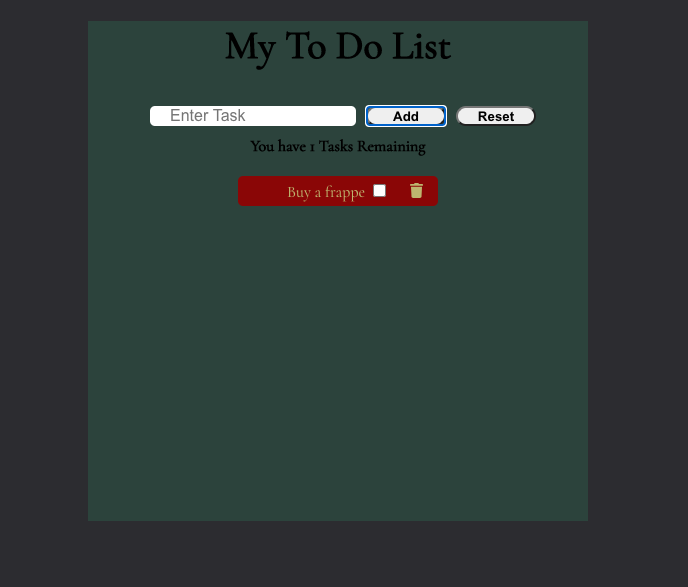 My To Do List
Enter Task Add Reset
You have 1 Tasks Remaining
Buy a frappe